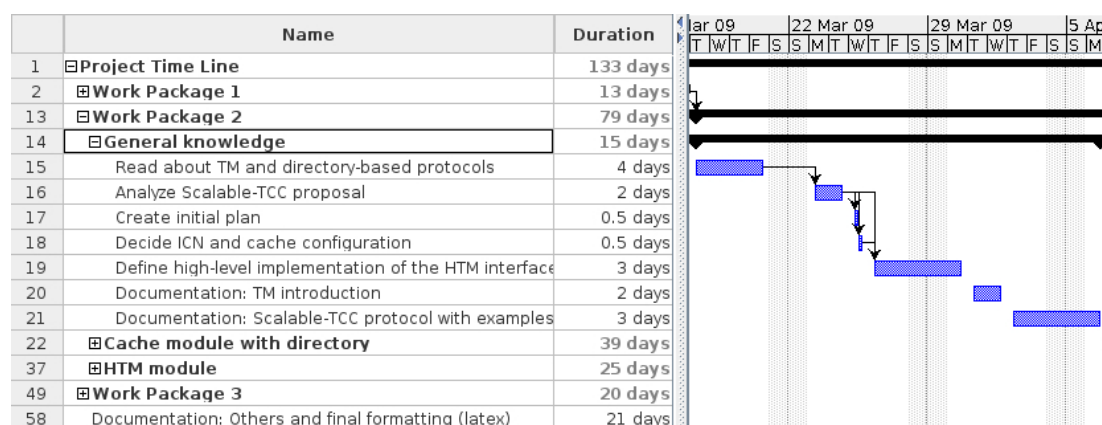 Name Duration
lar 09 22 Mar 09 29 Mar 09 5 Ap
T W T F S S M T W T F S S M T W T F S S M
1 Project Time Line 133 days
2 Work Package 1 13 days
13 Work Package 2 79 days
14 General knowledge 15 days
15 Read about TM and directory-based protocols 4 days
16 Analyze Scalable-TCC proposal 2 days
17 Create initial plan 0.5 days
18 Decide ICN and cache configuration 0.5 days
19 Define high-level implementation of the HTM interface 3 days
20 Documentation: TM introduction 2 days
21 Documentation: Scalable-TCC protocol with examples 3 days
22 Cache module with directory 39 days
37 HTM module 25 days
49 Work Package 3 20 days
58 Documentation: Others and final formatting (latex) 21 days